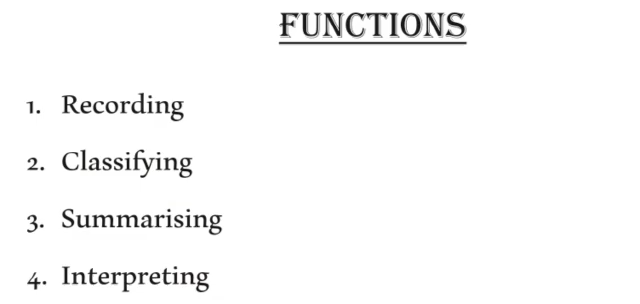 FUNCTIONS
1. Recording
2. Classifying
3. Summarising
4. Interpreting